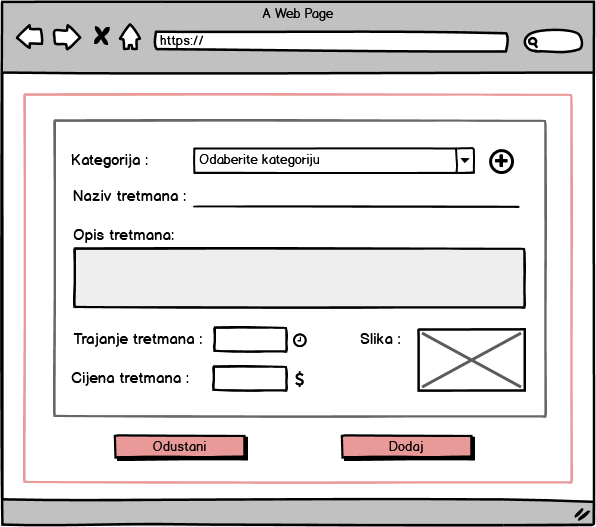 A Web Page
https://
Kategorija :
Odaberite kategoriju
Naziv tretmana :
Opis tretmana:
Trajanje tretmana :
Slika :
Cijena tretmana :
$
Odustani
Dodaj